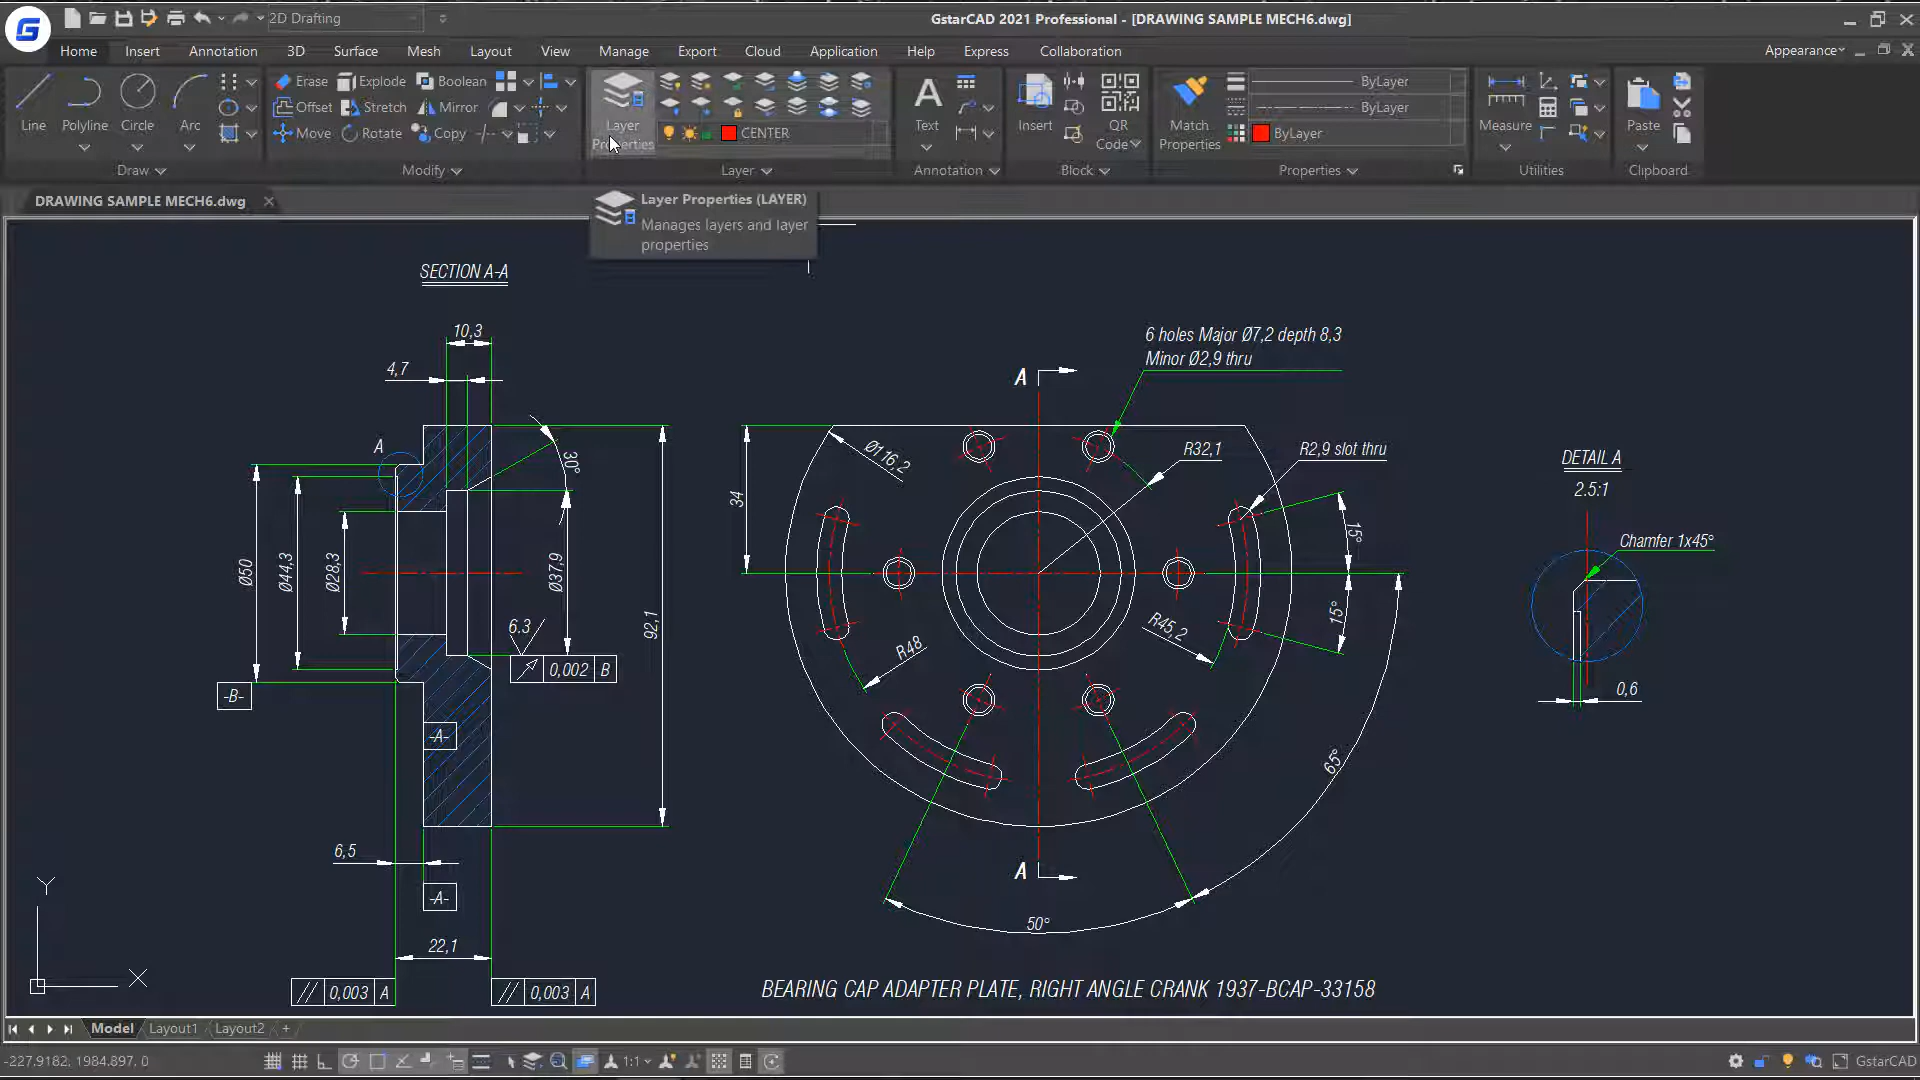 2D Drafting
GstarCAD 2021 Professional - [DRAWING SAMPLE MECH6.dwg]
Home
Insert
Annotation
3D
Surface
Mesh
Layout
View
Manage
Export
Cloud
Application
Help
Express
Collaboration
Appearance
Line
Polyline
Circle
Arc
Draw
Erase
Explode
Boolean
Offset
Stretch
Mirror
Move
Rotate
Copy
Modify
Layer
Properties
CENTER
Layer
Text
Annotation
Insert
QR
Code
Block
Match
Properties
ByLayer
ByLayer
ByLayer
Properties
Measure
Utilities
Paste
Clipboard
DRAWING SAMPLE MECH6.dwg
Layer Properties (LAYER)
Manages layers and layer
properties
SECTION A-A
10,3
4,7
A
30°
Ø50
Ø44,3
Ø28,3
Ø37,9
92,1
6.3
0,002 B
-B-
-A-
6,5
-A-
22,1
// 0,003 A
// 0,003 A
6 holes Major Ø7,2 depth 8,3
Minor Ø2,9 thru
A
Ø116,2
R32,1
R2,9 slot thru
34
15°
15°
R45,2
R48
65°
A
50°
DETAIL A
2.5:1
Chamfer 1x45°
0,6
BEARING CAP ADAPTER PLATE, RIGHT ANGLE CRANK 1937-BCAP-33158
Y
X
Model
Layout1
Layout2
+
-227.9182, 1984.897, 0
1:1
GstarCAD